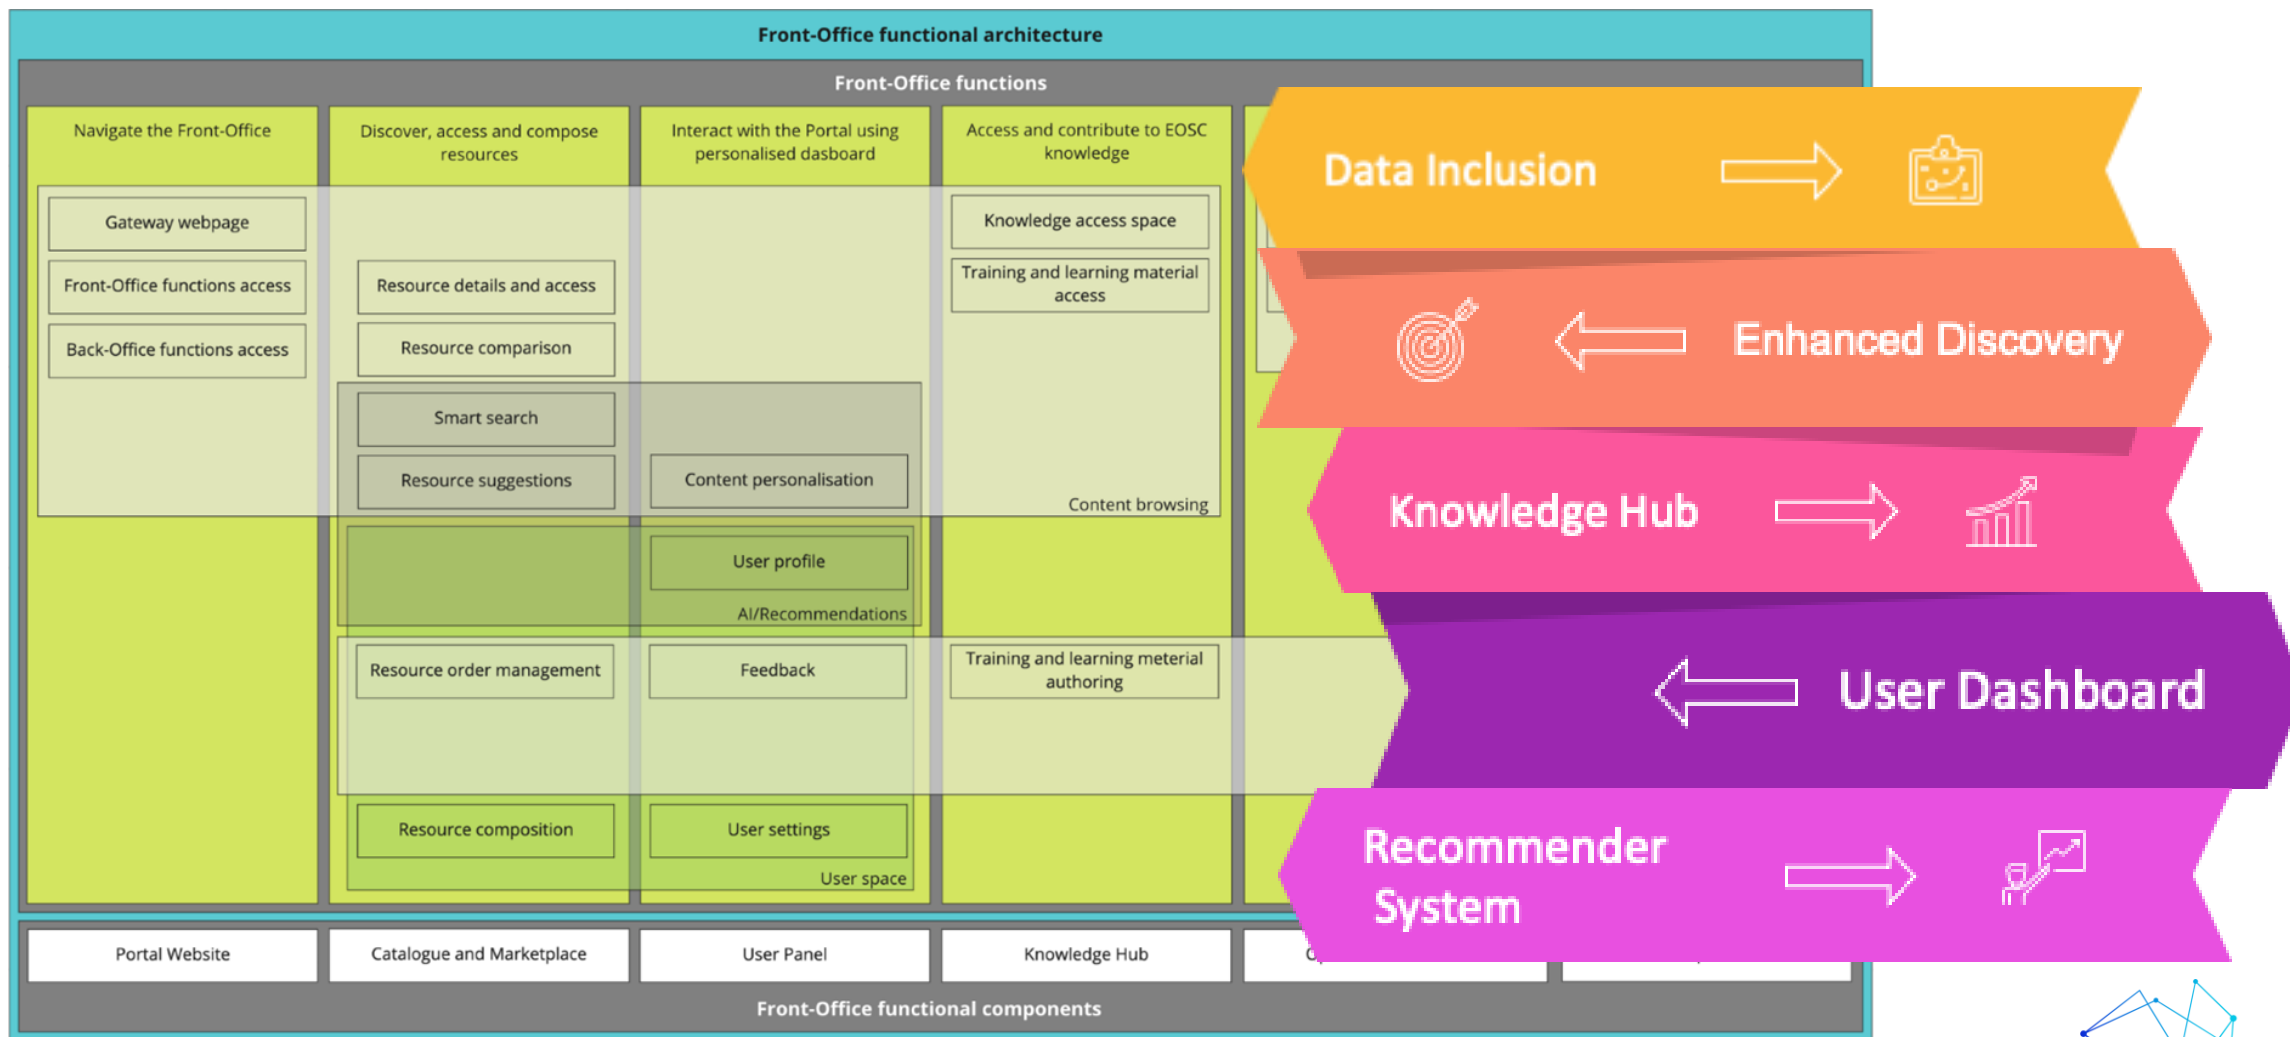 Front-Office functional architecture
Front-Office functions
Navigate the Front-Office
Discover, access and compose
resources
Interact with the Portal using
personalised dasboard
Access and contribute to EOSC
knowledge
Gateway webpage
Front-Office functions access
Back-Office functions access
Resource details and access
Resource comparison
Smart search
Resource suggestions
Content personalisation
Knowledge access space
Training and learning material
access
Content browsing
User profile
AI/Recommendations
Resource order management
Feedback
Training and learning meterial
authoring
Resource composition
User settings
User space
Portal Website
Catalogue and Marketplace
User Panel
Knowledge Hub
Front-Office functional components
Data Inclusion
Enhanced Discovery
Knowledge Hub
User Dashboard
Recommender
System